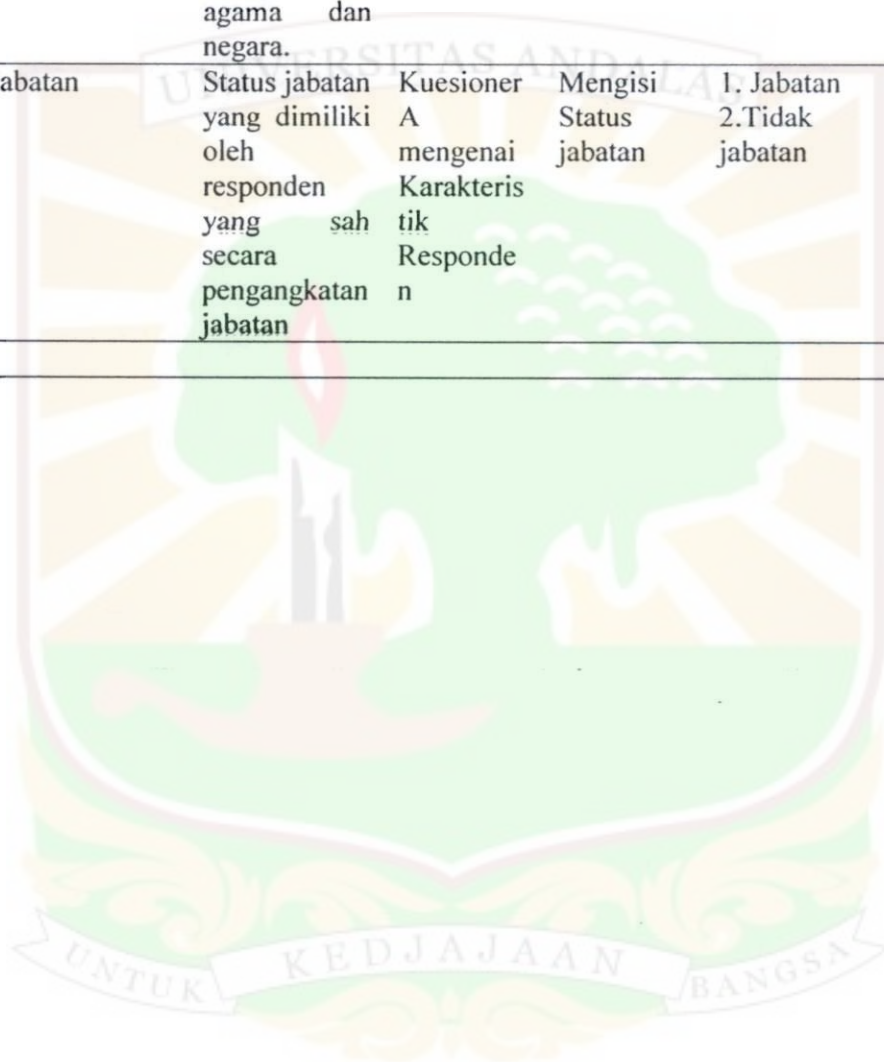 agama dan
negara.
UNIVERSITAS ANDALAS
abatan Status jabatan Kuesioner Mengisi 1. Jabatan
yang dimiliki A Status 2.Tidak
oleh mengenai jabatan jabatan
responden Karakteris
yang sah tik
secara Responde
pengangkatan n
jabatan
UNTUK KEDJAJAAN BANGSA